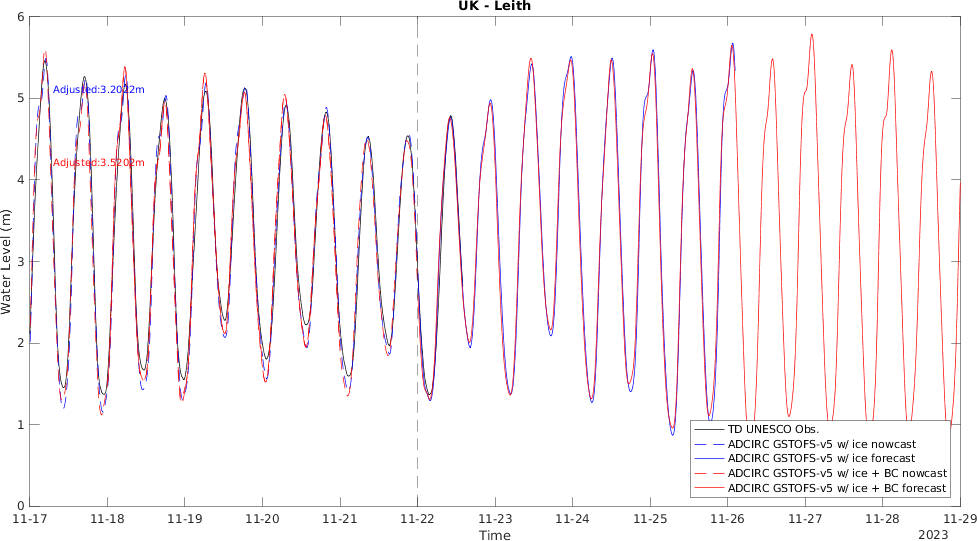 UK - Leith
6
5
4
3
2
1
0
Water Level (m)
Adjusted:3.2022m
Adjusted:3.5202m
TD UNESCO Obs.
ADCIRC GSTOFS-v5 w/ ice nowcast
ADCIRC GSTOFS-v5 w/ ice forecast
ADCIRC GSTOFS-v5 w/ ice + BC nowcast
ADCIRC GSTOFS-v5 w/ ice + BC forecast
11-17 11-18 11-19 11-20 11-21 11-22 11-23 11-24 11-25 11-26 11-27 11-28 11-29
Time
2023